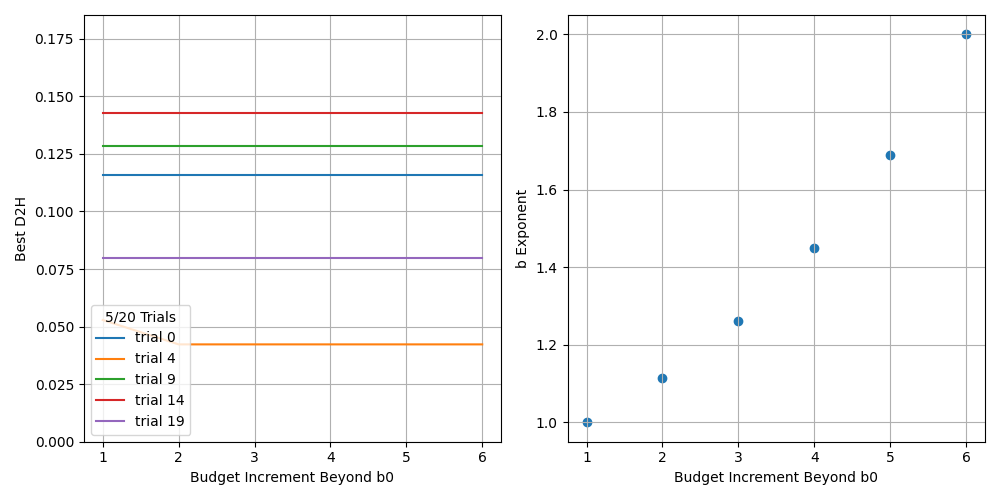 0.175
0.150
0.125
0.100
0.075
0.050
0.025
0.000
Best D2H
5/20 Trials
trial 0
trial 4
trial 9
trial 14
trial 19
1 2 3 4 5 6
Budget Increment Beyond b0
2.0
1.8
1.6
1.4
1.2
1.0
b Exponent
1 2 3 4 5 6
Budget Increment Beyond b0